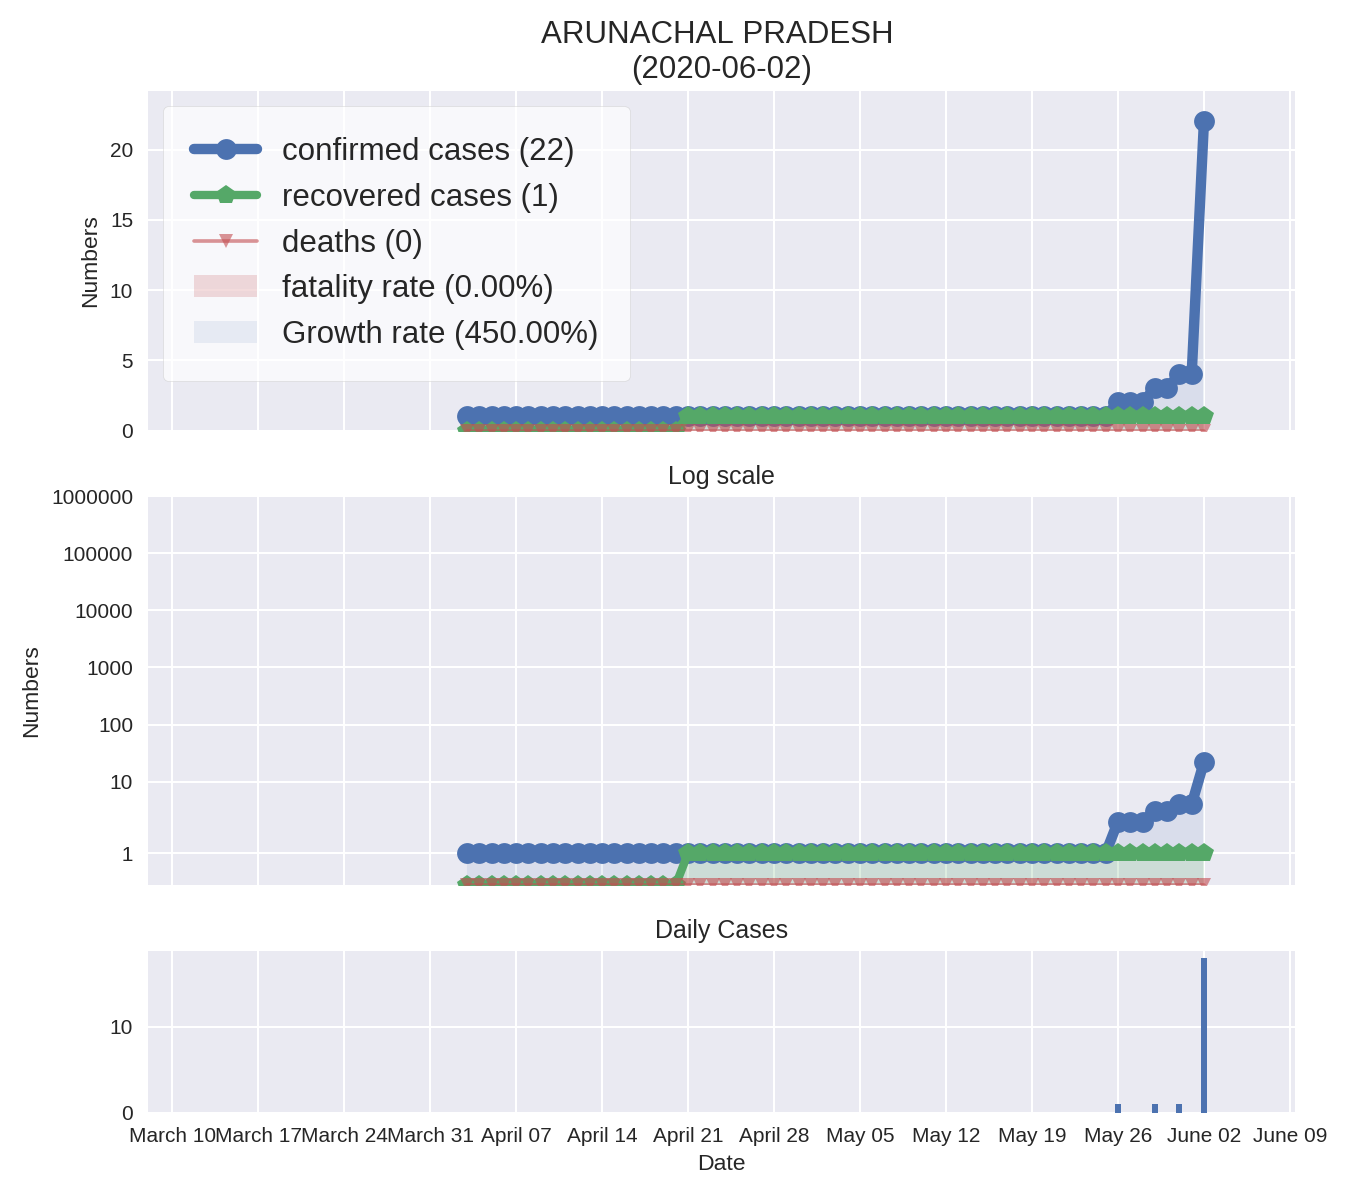 ARUNACHAL PRADESH
(2020-06-02)
confirmed cases (22)
recovered cases (1)
deaths (0)
fatality rate (0.00%)
Growth rate (450.00%)
Numbers
20
15
10
5
0
Log scale
Numbers
1000000
100000
10000
1000
100
10
1
Daily Cases
10
0
March 10 March 17 March 24 March 31 April 07 April 14 April 21 April 28 May 05 May 12 May 19 May 26 June 02 June 09
Date